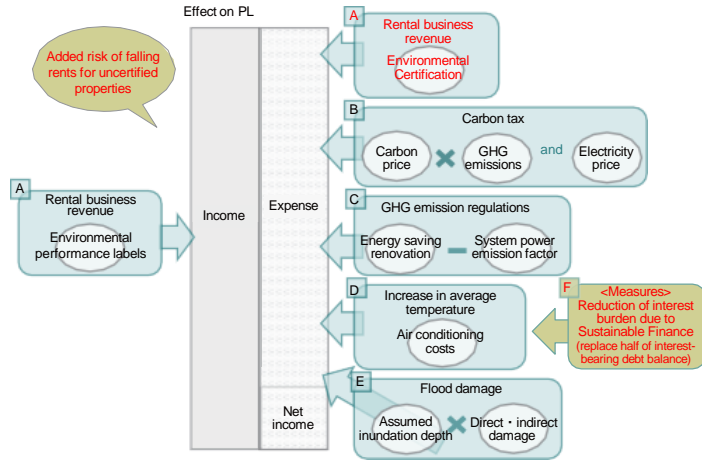 Effect on PL
Added risk of falling
rents for uncertified
properties
A
Rental business
revenue
Environmental
Certification
B
Carbon tax
Carbon
price
GHG
emissions
and
Electricity
price
A
Rental business
revenue
Environmental
performance labels
Income
Expense
C
GHG emission regulations
Energy saving
renovation
System power
emission factor
D
Increase in average
temperature
Air conditioning
costs
F
<Measures>
Reduction of interest
burden due to
Sustainable Finance
(replace half of interest-
bearing debt balance)
E
Flood damage
Assumed
inundation depth
Direct・indirect
damage
Net
income